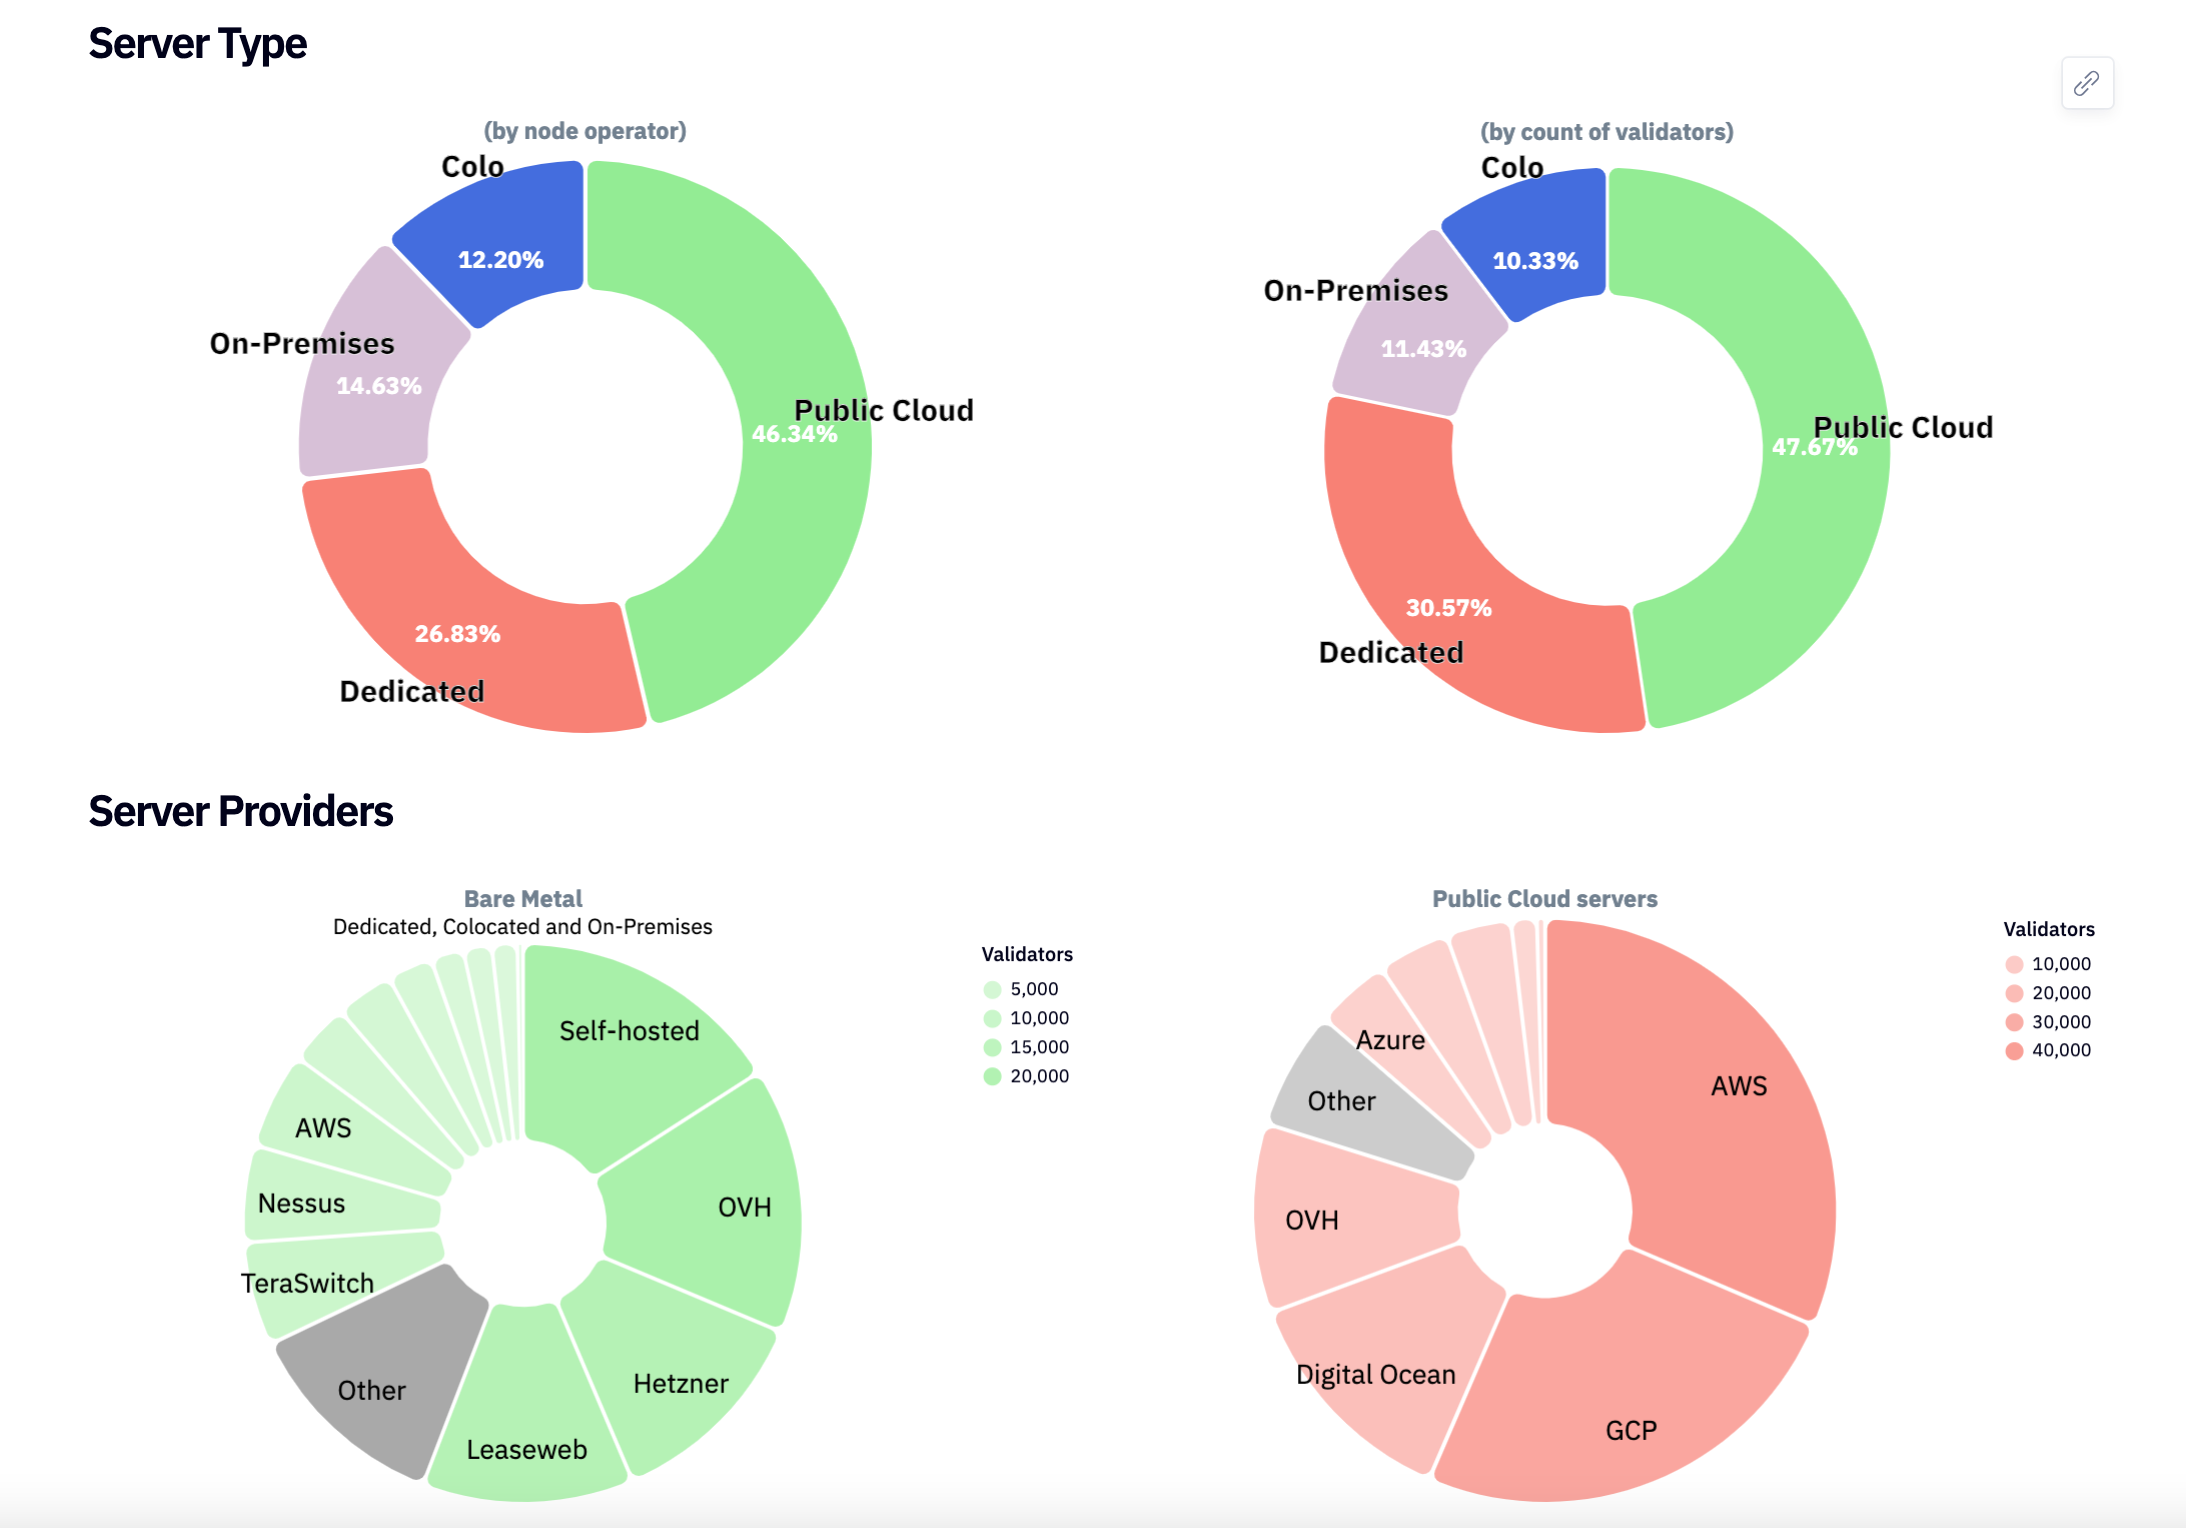 Server Type
(by node operator)
Colo
12.20%
On-Premises
14.63%
Public Cloud
46.34%
26.83%
Dedicated
(by count of validators)
Colo
10.33%
On-Premises
11.43%
Public Cloud
47.67%
30.57%
Dedicated
Server Providers
Bare Metal
Dedicated, Colocated and On-Premises
Self-hosted
OVH
Hetzner
Leaseweb
Other
TeraSwitch
Nessus
AWS
Validators
5,000
10,000
15,000
20,000
Public Cloud servers
AWS
GCP
Digital Ocean
OVH
Other
Azure
Validators
10,000
20,000
30,000
40,000